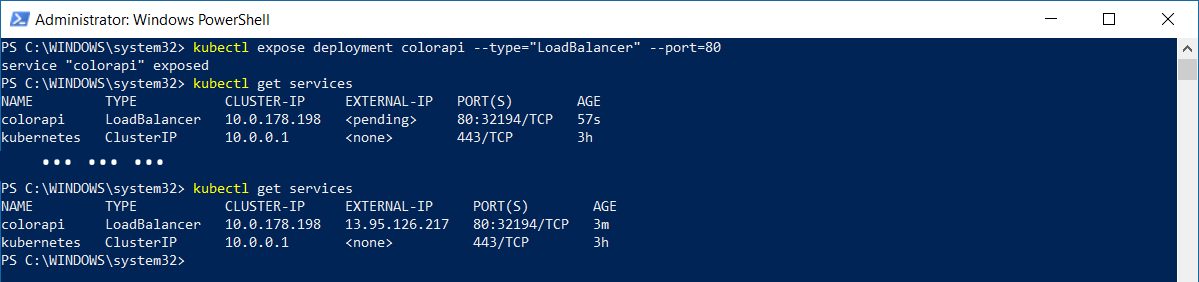 Administrator: Windows PowerShell
PS C:\WINDOWS\system32> kubectl expose deployment colorapi --type="LoadBalancer" --port=80
service "colorapi" exposed
PS C:\WINDOWS\system32> kubectl get services
NAME         TYPE           CLUSTER-IP     EXTERNAL-IP   PORT(S)        AGE
colorapi     LoadBalancer   10.0.178.198   <pending>     80:32194/TCP   57s
kubernetes   ClusterIP      10.0.0.1       <none>        443/TCP        3h
... ... ...
PS C:\WINDOWS\system32> kubectl get services
NAME         TYPE           CLUSTER-IP     EXTERNAL-IP     PORT(S)        AGE
colorapi     LoadBalancer   10.0.178.198   13.95.126.217   80:32194/TCP   3m
kubernetes   ClusterIP      10.0.0.1       <none>          443/TCP        3h
PS C:\WINDOWS\system32>